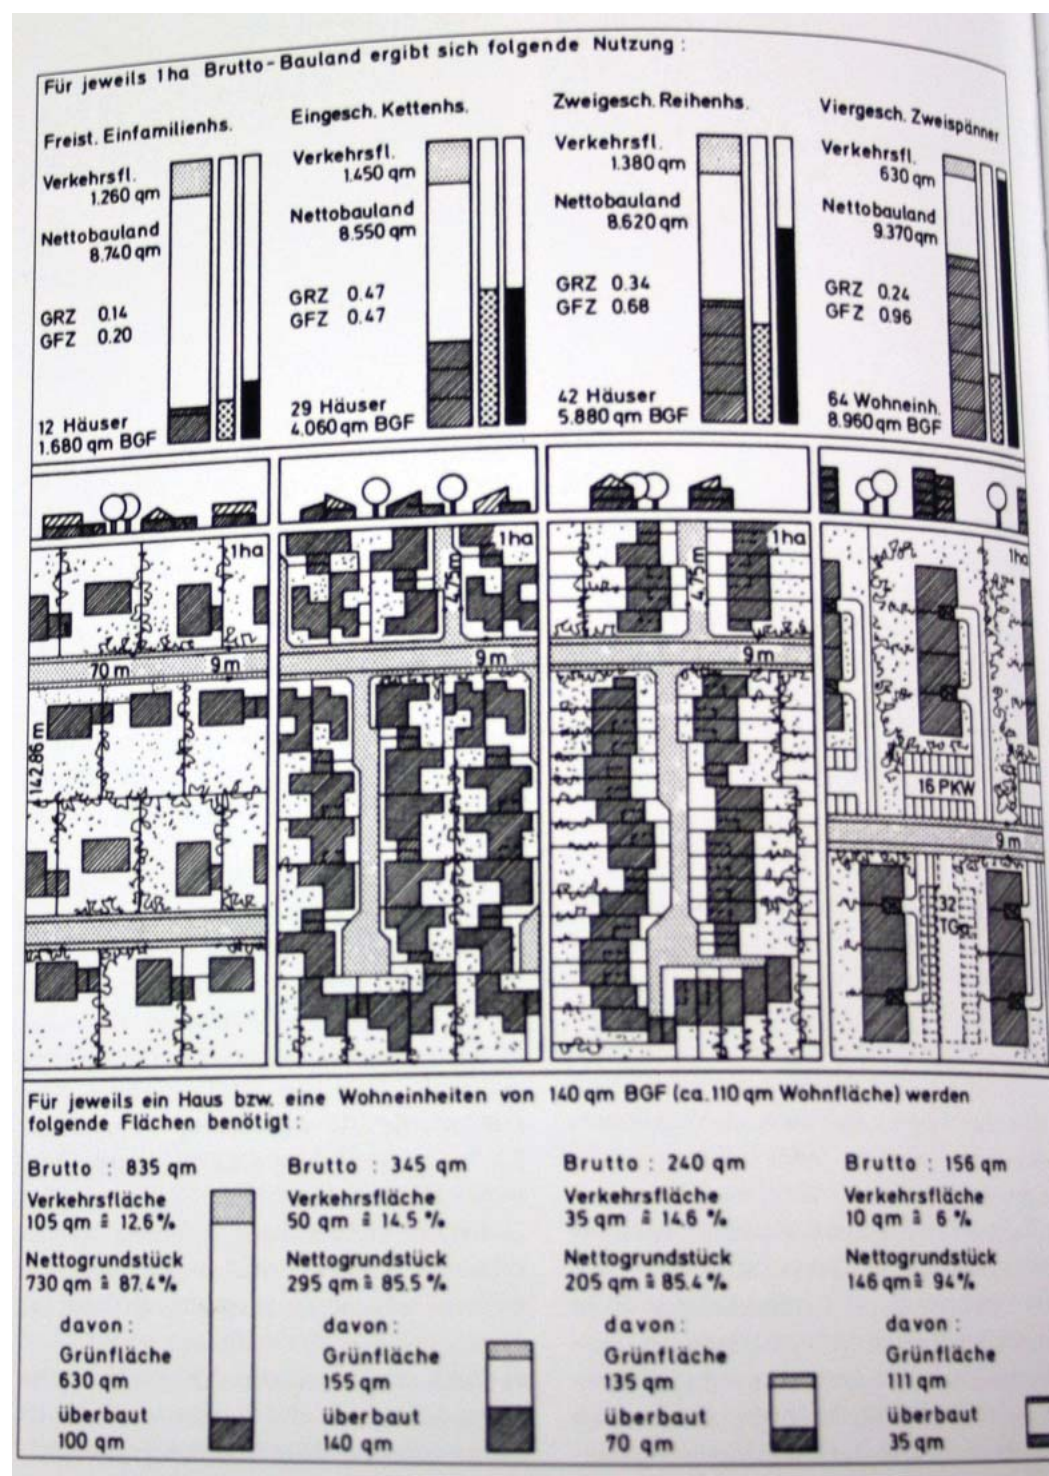 Für jeweils 1ha Brutto-Bauland ergibt sich folgende Nutzung :
Freist. Einfamilienhs.
Verkehrsfl.
1.260 qm
Nettobauland
8.740 qm
GRZ 0.14
GFZ 0.20
12 Häuser
1.680 qm BGF
Eingesch. Kettenhs.
Verkehrsfl.
1.450 qm
Nettobauland
8.550 qm
GRZ 0.47
GFZ 0.47
29 Häuser
4.060 qm BGF
Zweigesch. Reihenhs.
Verkehrsfl.
1.380 qm
Nettobauland
8.620 qm
GRZ 0.34
GFZ 0.68
42 Häuser
5.880 qm BGF
Viergesch. Zweispänner
Verkehrsfl.
630 qm
Nettobauland
9.370 qm
GRZ 0.24
GFZ 0.96
64 Wohneinh.
8.960 qm BGF
1ha
70 m
9 m
142.86 m
1ha
4.75 m
9 m
1ha
4.75 m
9 m
1ha
16 PKW
9 m
32
TGa
Für jeweils ein Haus bzw. eine Wohneinheiten von 140 qm BGF (ca. 110 qm Wohnfläche) werden
folgende Flächen benötigt :
Brutto : 835 qm
Verkehrsfläche
105 qm ≙ 12.6 %
Nettogrundstück
730 qm ≙ 87.4 %
davon :
Grünfläche
630 qm
überbaut
100 qm
Brutto : 345 qm
Verkehrsfläche
50 qm ≙ 14.5 %
Nettogrundstück
295 qm ≙ 85.5 %
davon :
Grünfläche
155 qm
überbaut
140 qm
Brutto : 240 qm
Verkehrsfläche
35 qm ≙ 14.6 %
Nettogrundstück
205 qm ≙ 85.4 %
davon :
Grünfläche
135 qm
überbaut
70 qm
Brutto : 156 qm
Verkehrsfläche
10 qm ≙ 6 %
Nettogrundstück
146 qm ≙ 94 %
davon :
Grünfläche
111 qm
überbaut
35 qm